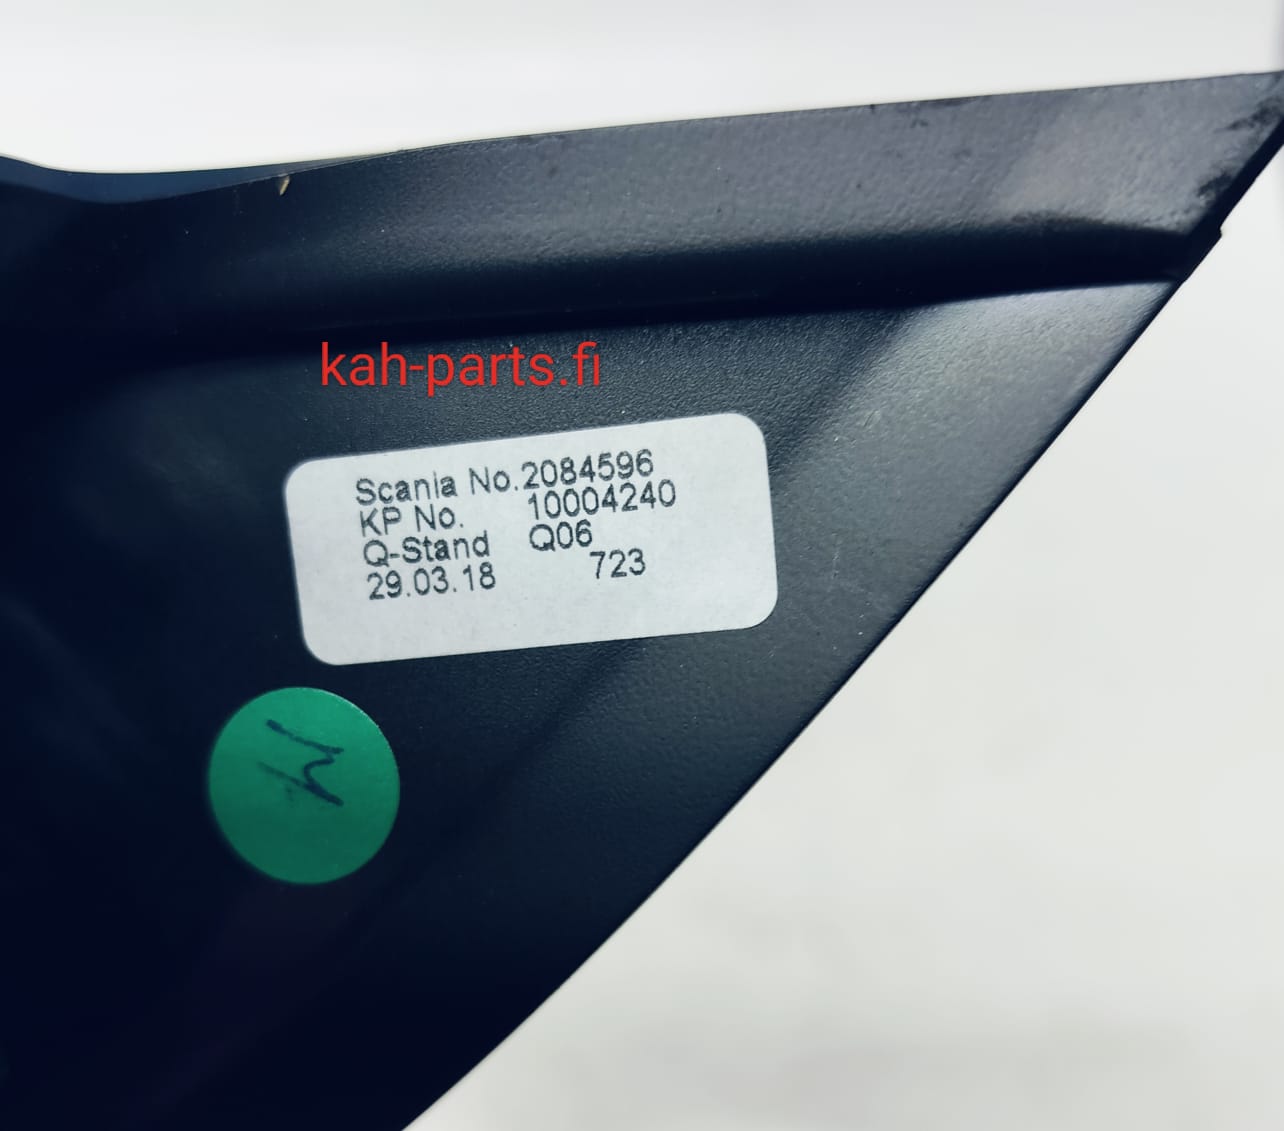 kah-parts.fi
Scania No.2084596
KP No. 10004240
Q-Stand Q06
29.03.18 723